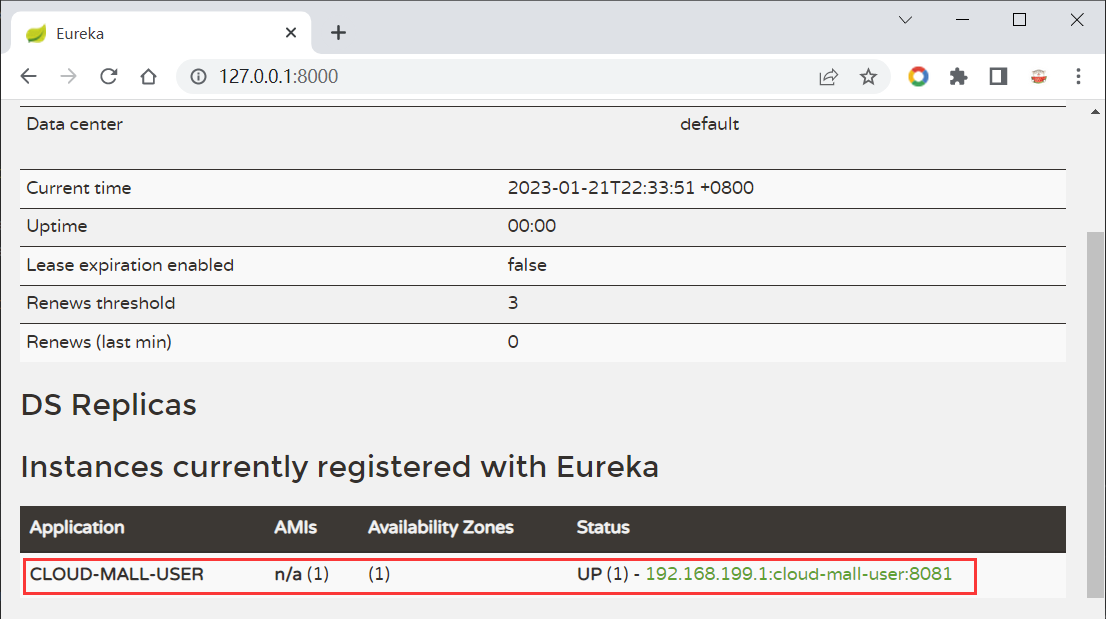 Eureka
127.0.0.1:8000
Data center default
Current time 2023-01-21T22:33:51 +0800
Uptime 00:00
Lease expiration enabled false
Renews threshold 3
Renews (last min) 0
DS Replicas
Instances currently registered with Eureka
Application AMIs Availability Zones Status
CLOUD-MALL-USER n/a (1) (1) UP (1) - 192.168.199.1:cloud-mall-user:8081